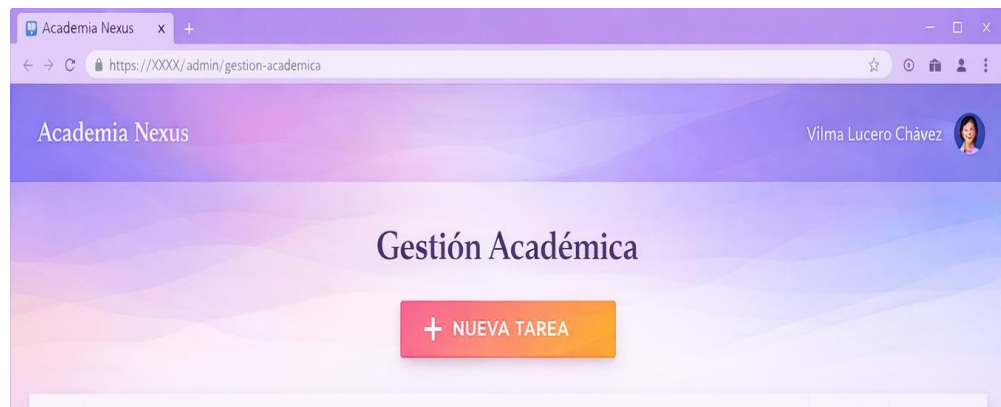 Academia Nexus
https://XXXX/admin/gestion-academica
Academia Nexus
Vilma Lucero Chàvez
Gestión Académica
+ NUEVA TAREA